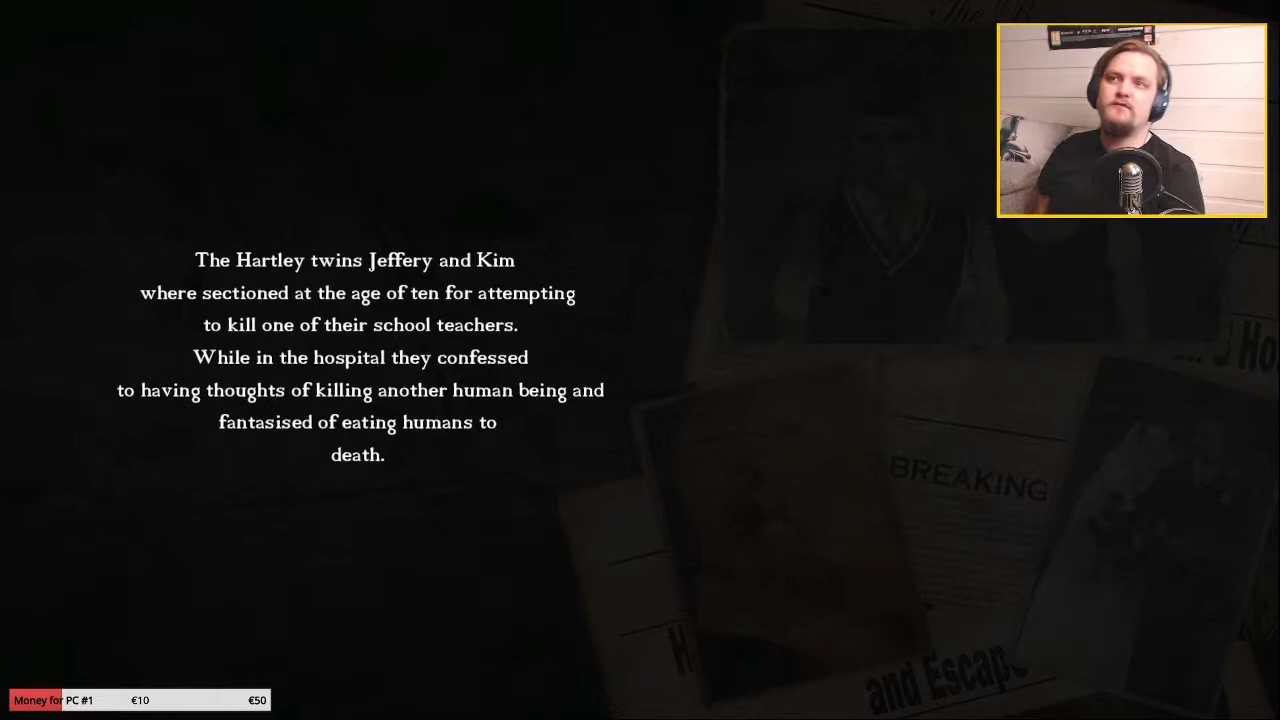 The Hartley twins Jeffery and Kim
where sectioned at the age of ten for attempting
to kill one of their school teachers.
While in the hospital they confessed
to having thoughts of killing another human being and
fantasised of eating humans to
death.
BREAKING
and Escape
Money for PC #1 €10 €50